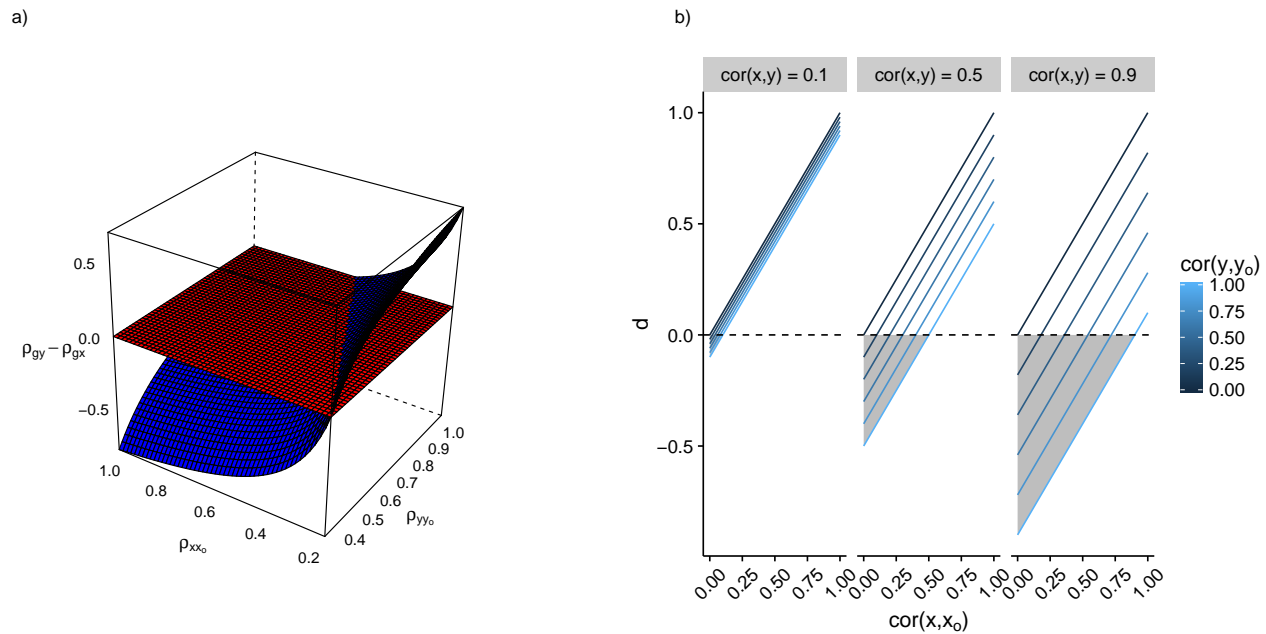 a)
0.5
0.0
ρgy − ρgx
−0.5
1.0
0.8
0.6
0.4
0.2
ρxxo
0.4
0.5
0.6
0.7
0.8
0.9
1.0
ρyyo
b)
cor(x,y) = 0.1 cor(x,y) = 0.5 cor(x,y) = 0.9
1.0
0.5
0.0
−0.5
d
0.00 0.25 0.50 0.75 1.00 0.00 0.25 0.50 0.75 1.00 0.00 0.25 0.50 0.75 1.00
cor(x,xo)
cor(y,yo)
1.00
0.75
0.50
0.25
0.00